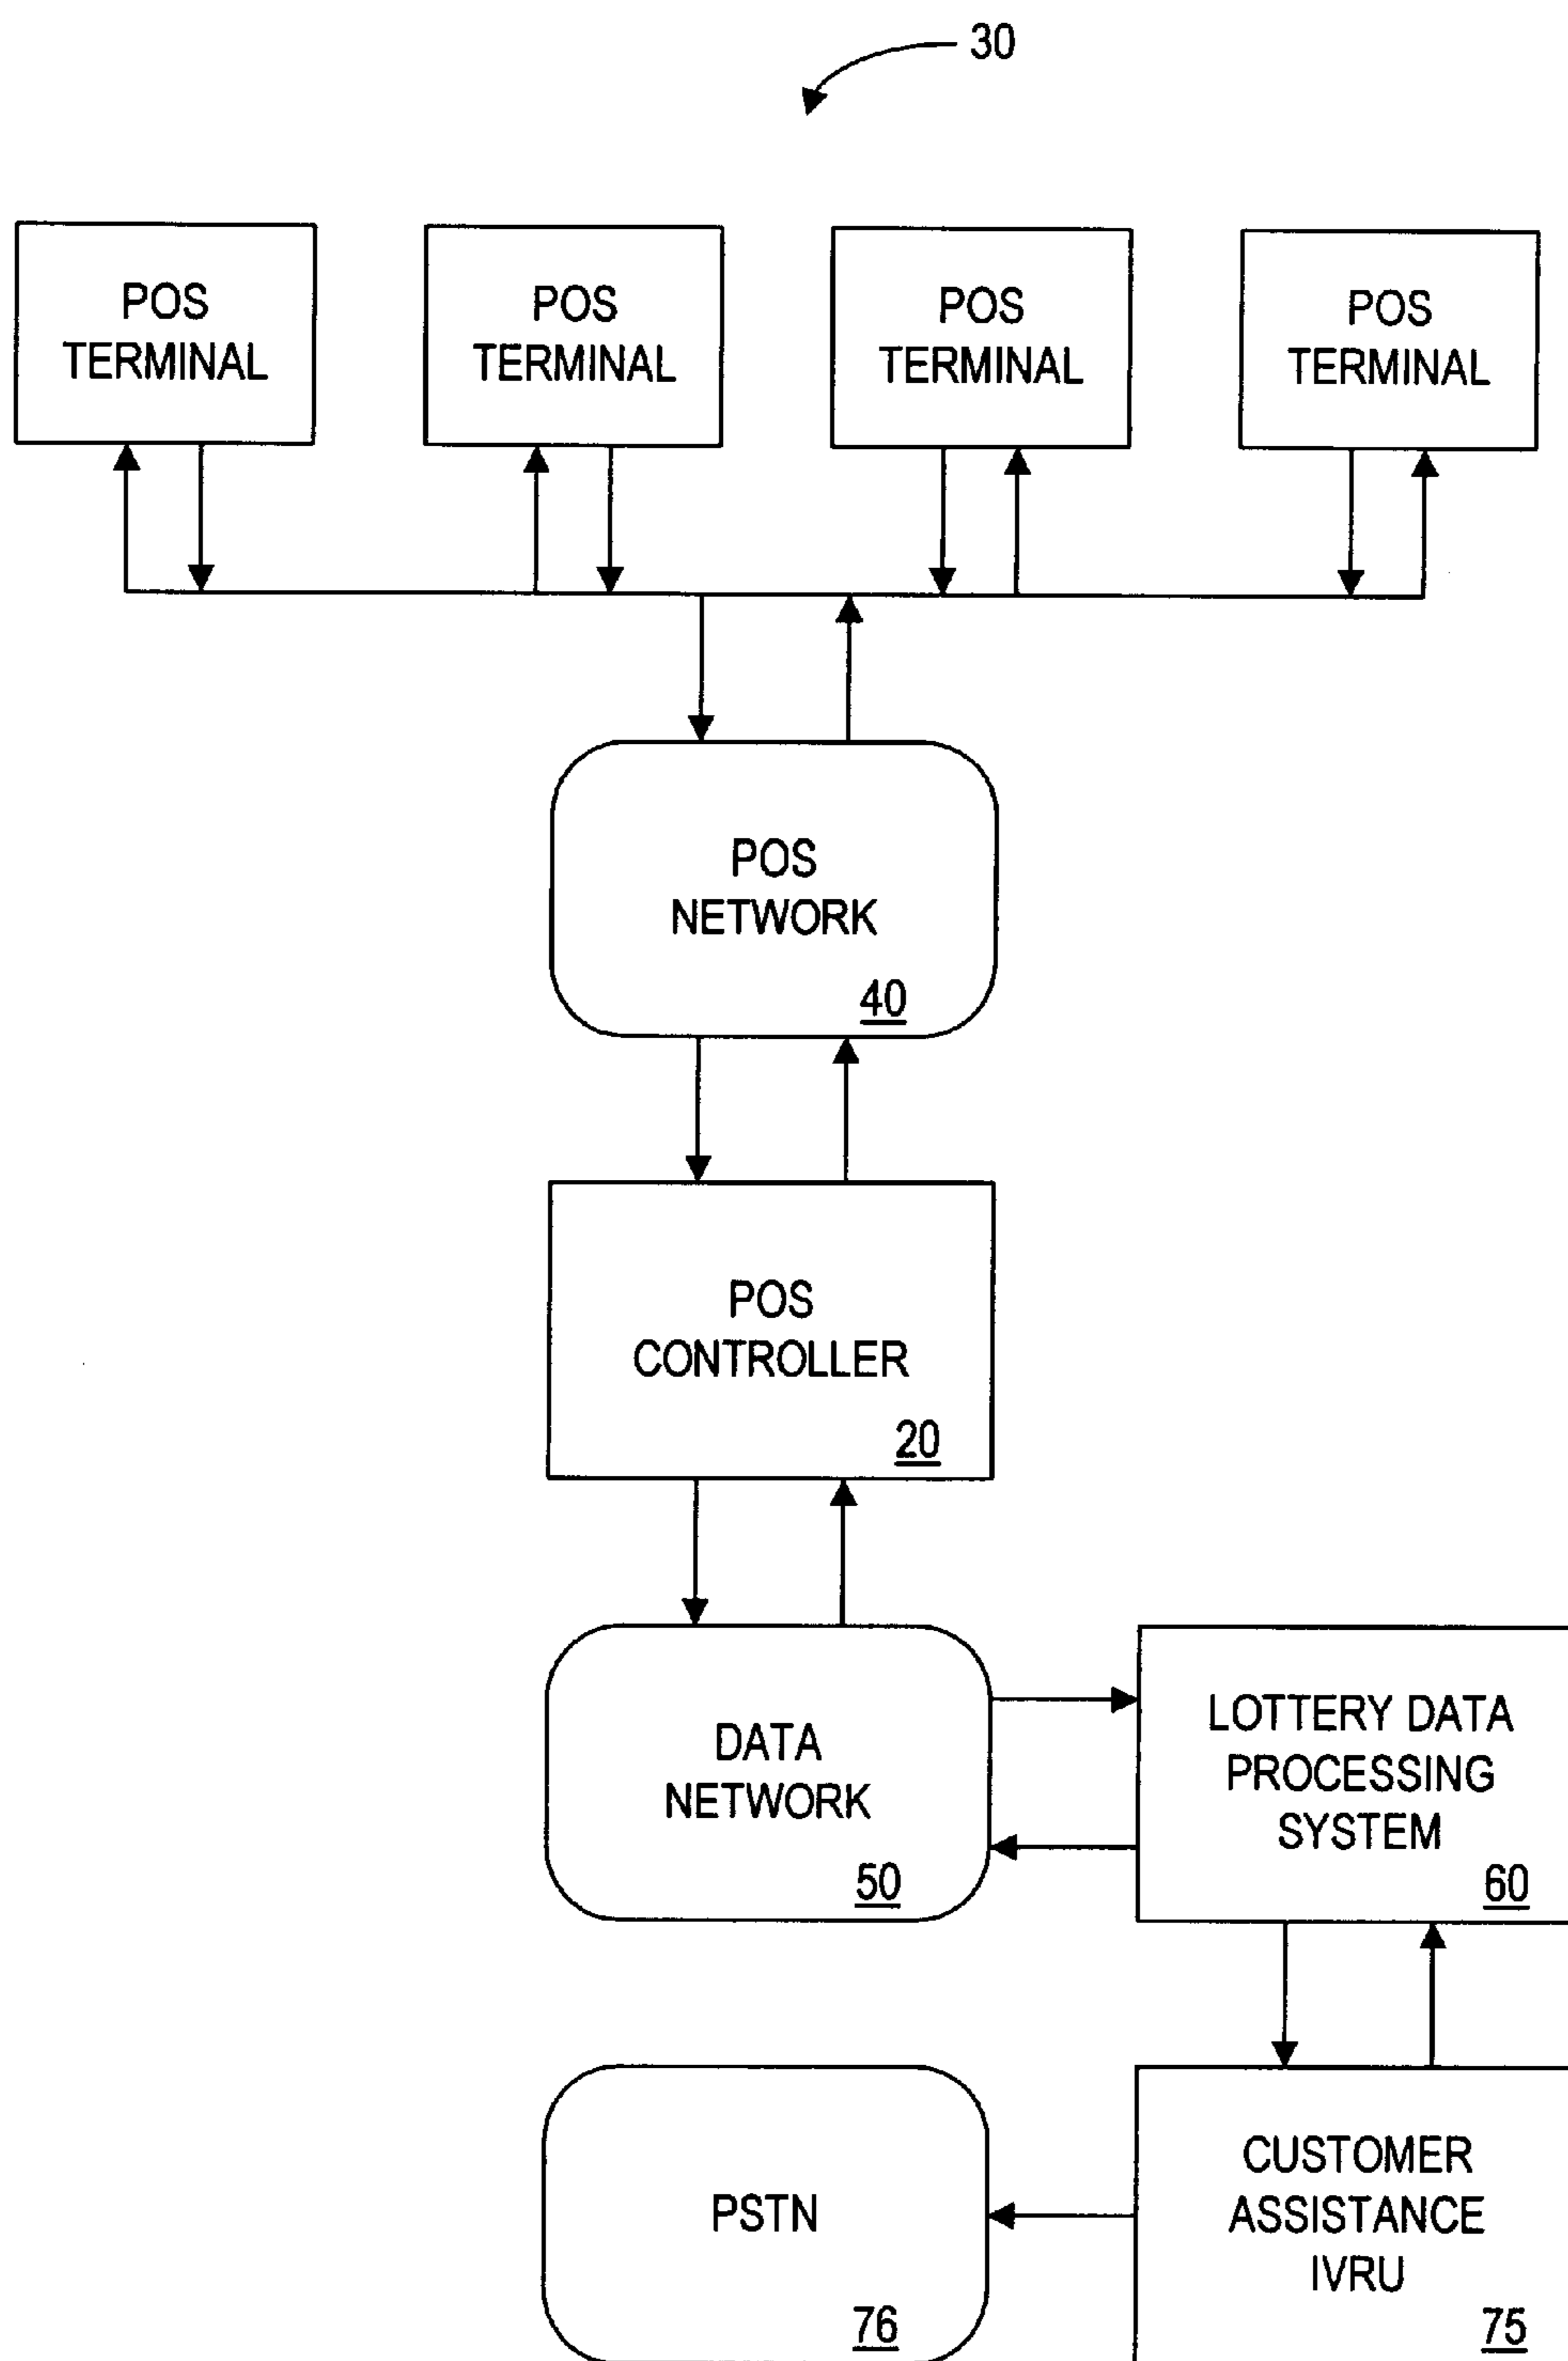 30
POS
TERMINAL
POS
TERMINAL
POS
TERMINAL
POS
TERMINAL
POS
NETWORK
40
POS
CONTROLLER
20
DATA
NETWORK
50
LOTTERY DATA
PROCESSING
SYSTEM
60
PSTN
76
CUSTOMER
ASSISTANCE
IVRU
75